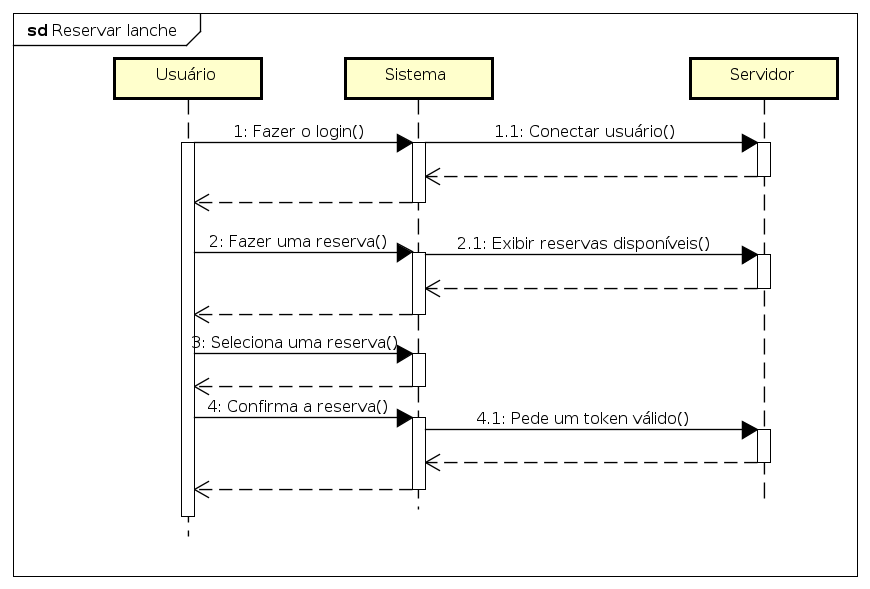 sd Reservar lanche
Usuário
Sistema
Servidor
1: Fazer o login()
1.1: Conectar usuário()
2: Fazer uma reserva()
2.1: Exibir reservas disponíveis()
3: Seleciona uma reserva()
4: Confirma a reserva()
4.1: Pede um token válido()